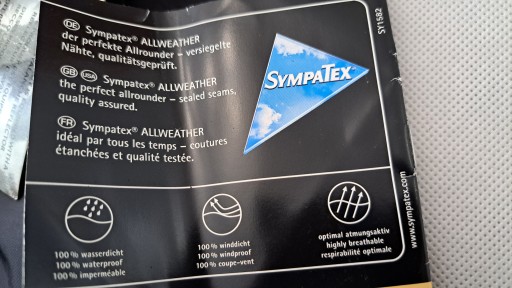 DE Sympatex® ALLWEATHER
der perfekte Allrounder – versiegelte
Nähte, qualitätsgeprüft.
GB USA Sympatex® ALLWEATHER
the perfect allrounder – sealed seams,
quality assured.
FR Sympatex® ALLWEATHER
idéal par tous les temps – coutures
étanchées et qualité testée.
SYMPATEX™
SY1582
100 % wasserdicht
100 % waterproof
100 % imperméable
100 % winddicht
100 % windproof
100 % coupe-vent
optimal atmungsaktiv
highly breathable
respirabilité optimale
www.sympatex.com